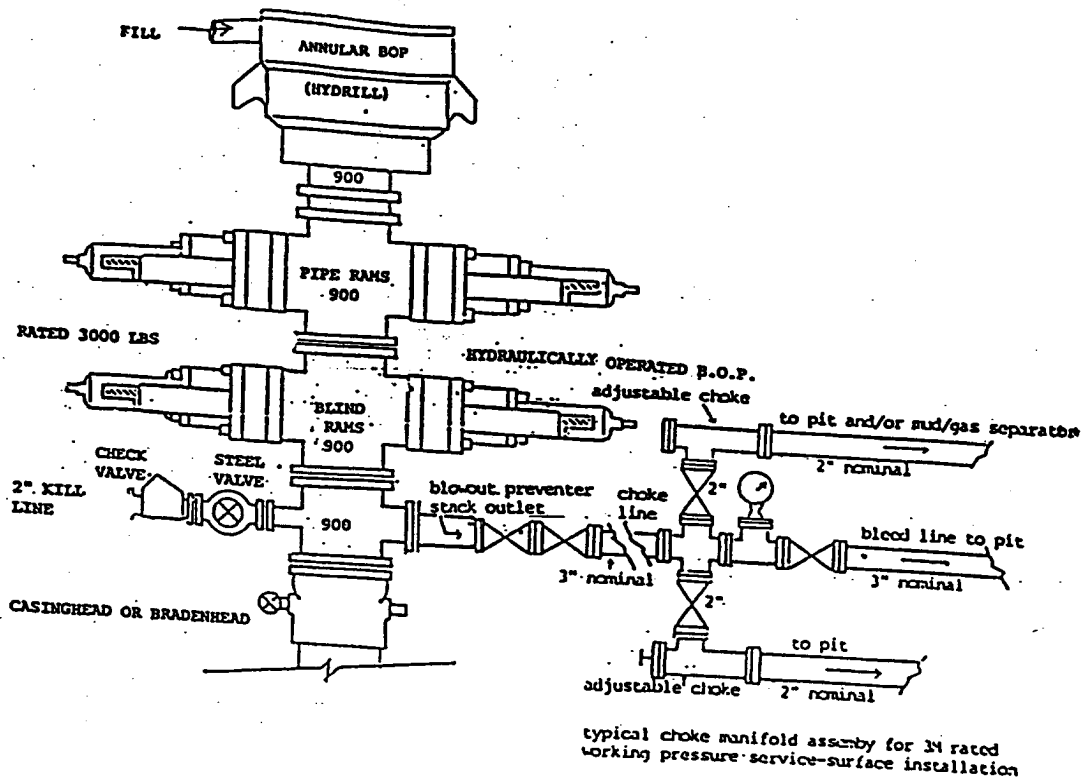 FILL
ANNULAR BOP
(HYDRILL)
900
PIPE RAMS
900
RATED 3000 LBS
HYDRAULICALLY OPERATED B.O.P.
adjustable choke
to pit and/or mud/gas separator
2" nominal
BLIND
RAMS
900
CHECK
VALVE
STEEL
VALVE
2" KILL
LINE
900
blowout preventer
stack outlet
choke
line
2"
bleed line to pit
3" nominal
3" nominal
2"
CASINGHEAD OR BRADENHEAD
to pit
adjustable choke
2" nominal
typical choke manifold assemby for 3M rated
working pressure service-surface installation